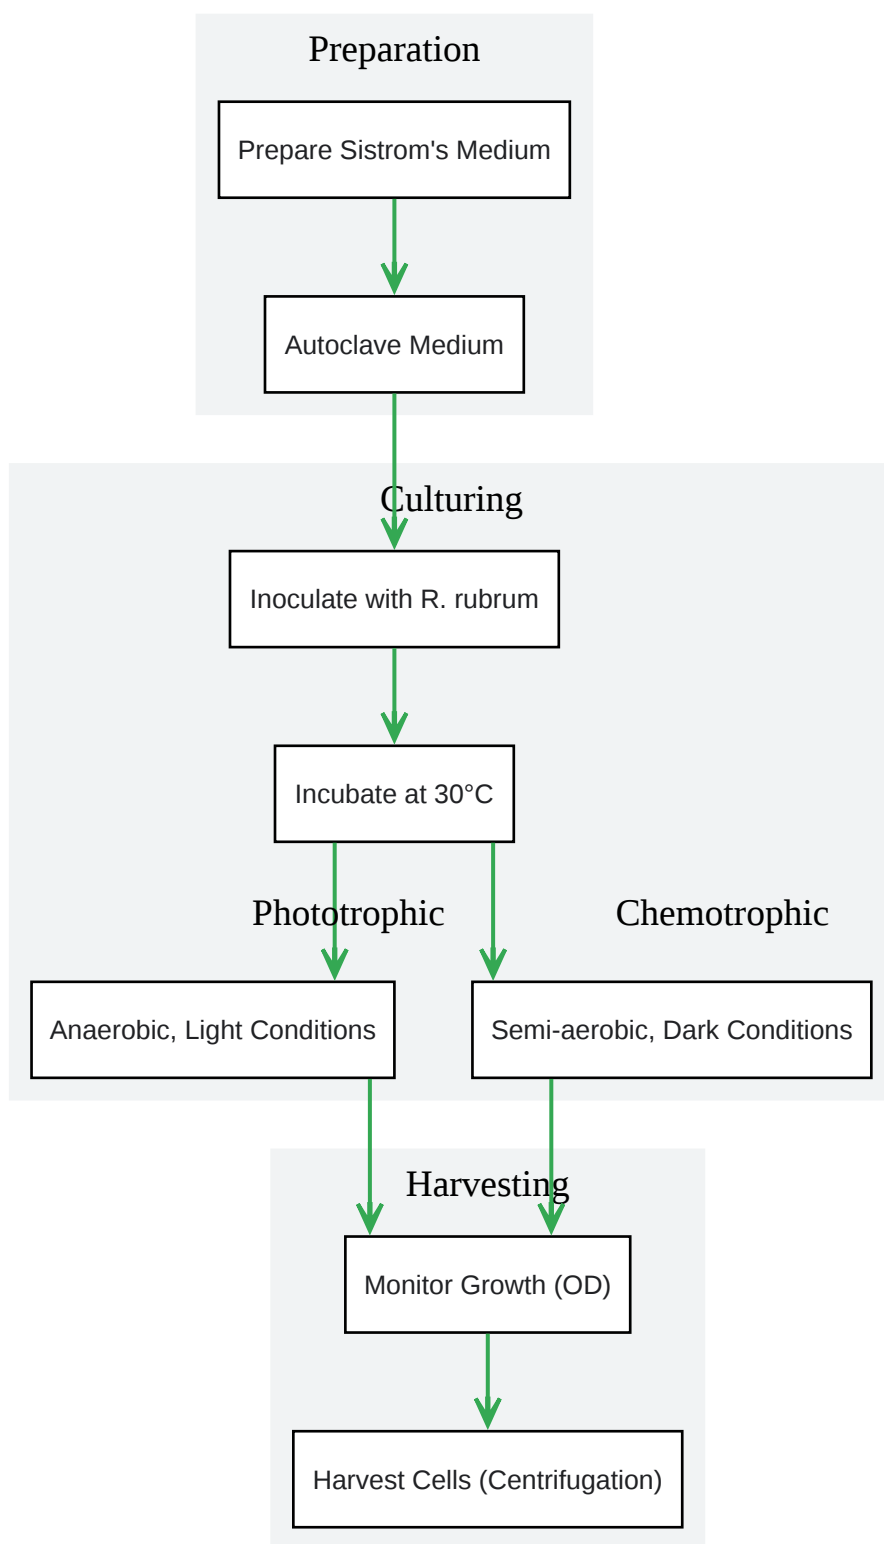 Preparation
Prepare Sistrom's Medium
Autoclave Medium
Culturing
Inoculate with R. rubrum
Incubate at 30°C
Phototrophic
Chemotrophic
Anaerobic, Light Conditions
Semi-aerobic, Dark Conditions
Harvesting
Monitor Growth (OD)
Harvest Cells (Centrifugation)